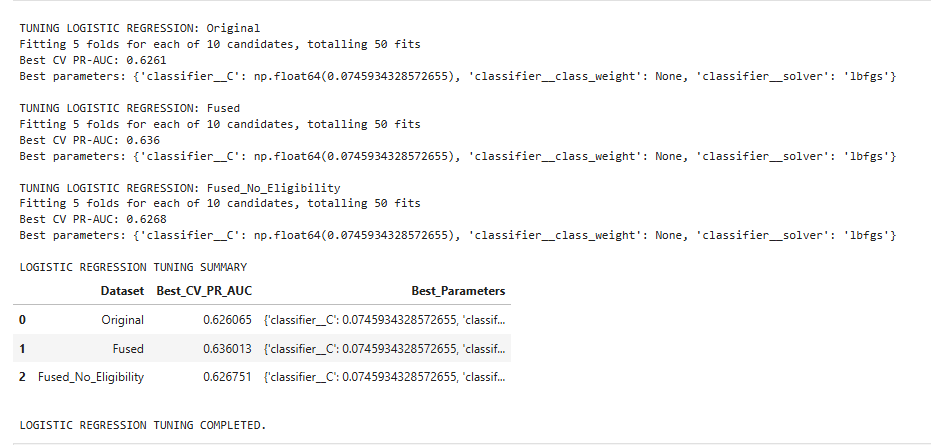 TUNING LOGISTIC REGRESSION: Original
Fitting 5 folds for each of 10 candidates, totalling 50 fits
Best CV PR-AUC: 0.6261
Best parameters: {'classifier__C': np.float64(0.0745934328572655), 'classifier__class_weight': None, 'classifier__solver': 'lbfgs'}
TUNING LOGISTIC REGRESSION: Fused
Fitting 5 folds for each of 10 candidates, totalling 50 fits
Best CV PR-AUC: 0.636
Best parameters: {'classifier__C': np.float64(0.0745934328572655), 'classifier__class_weight': None, 'classifier__solver': 'lbfgs'}
TUNING LOGISTIC REGRESSION: Fused_No_Eligibility
Fitting 5 folds for each of 10 candidates, totalling 50 fits
Best CV PR-AUC: 0.6268
Best parameters: {'classifier__C': np.float64(0.0745934328572655), 'classifier__class_weight': None, 'classifier__solver': 'lbfgs'}
LOGISTIC REGRESSION TUNING SUMMARY
Dataset Best_CV_PR_AUC Best_Parameters
0 Original 0.626065 {'classifier__C': 0.0745934328572655, 'classif...
1 Fused 0.636013 {'classifier__C': 0.0745934328572655, 'classif...
2 Fused_No_Eligibility 0.626751 {'classifier__C': 0.0745934328572655, 'classif...
LOGISTIC REGRESSION TUNING COMPLETED.